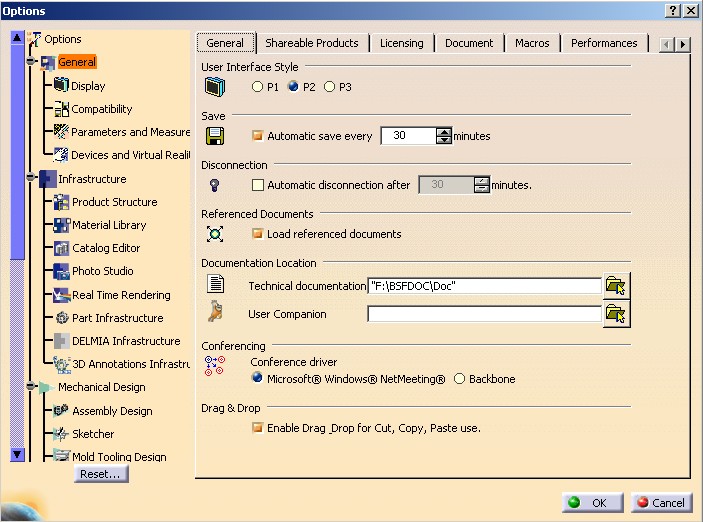 Options
Options
General
Display
Compatibility
Parameters and Measure
Devices and Virtual Realit
Infrastructure
Product Structure
Material Library
Catalog Editor
Photo Studio
Real Time Rendering
Part Infrastructure
DELMIA Infrastructure
3D Annotations Infrastru
Mechanical Design
Assembly Design
Sketcher
Mold Tooling Design
Reset...
General Shareable Products Licensing Document Macros Performances
User Interface Style
P1 P2 P3
Save
Automatic save every 30 minutes
Disconnection
Automatic disconnection after 30 minutes.
Referenced Documents
Load referenced documents
Documentation Location
Technical documentation "F:\BSFDOC\Doc"
User Companion
Conferencing
Conference driver
Microsoft® Windows® NetMeeting® Backbone
Drag & Drop
Enable Drag _Drop for Cut, Copy, Paste use.
OK Cancel